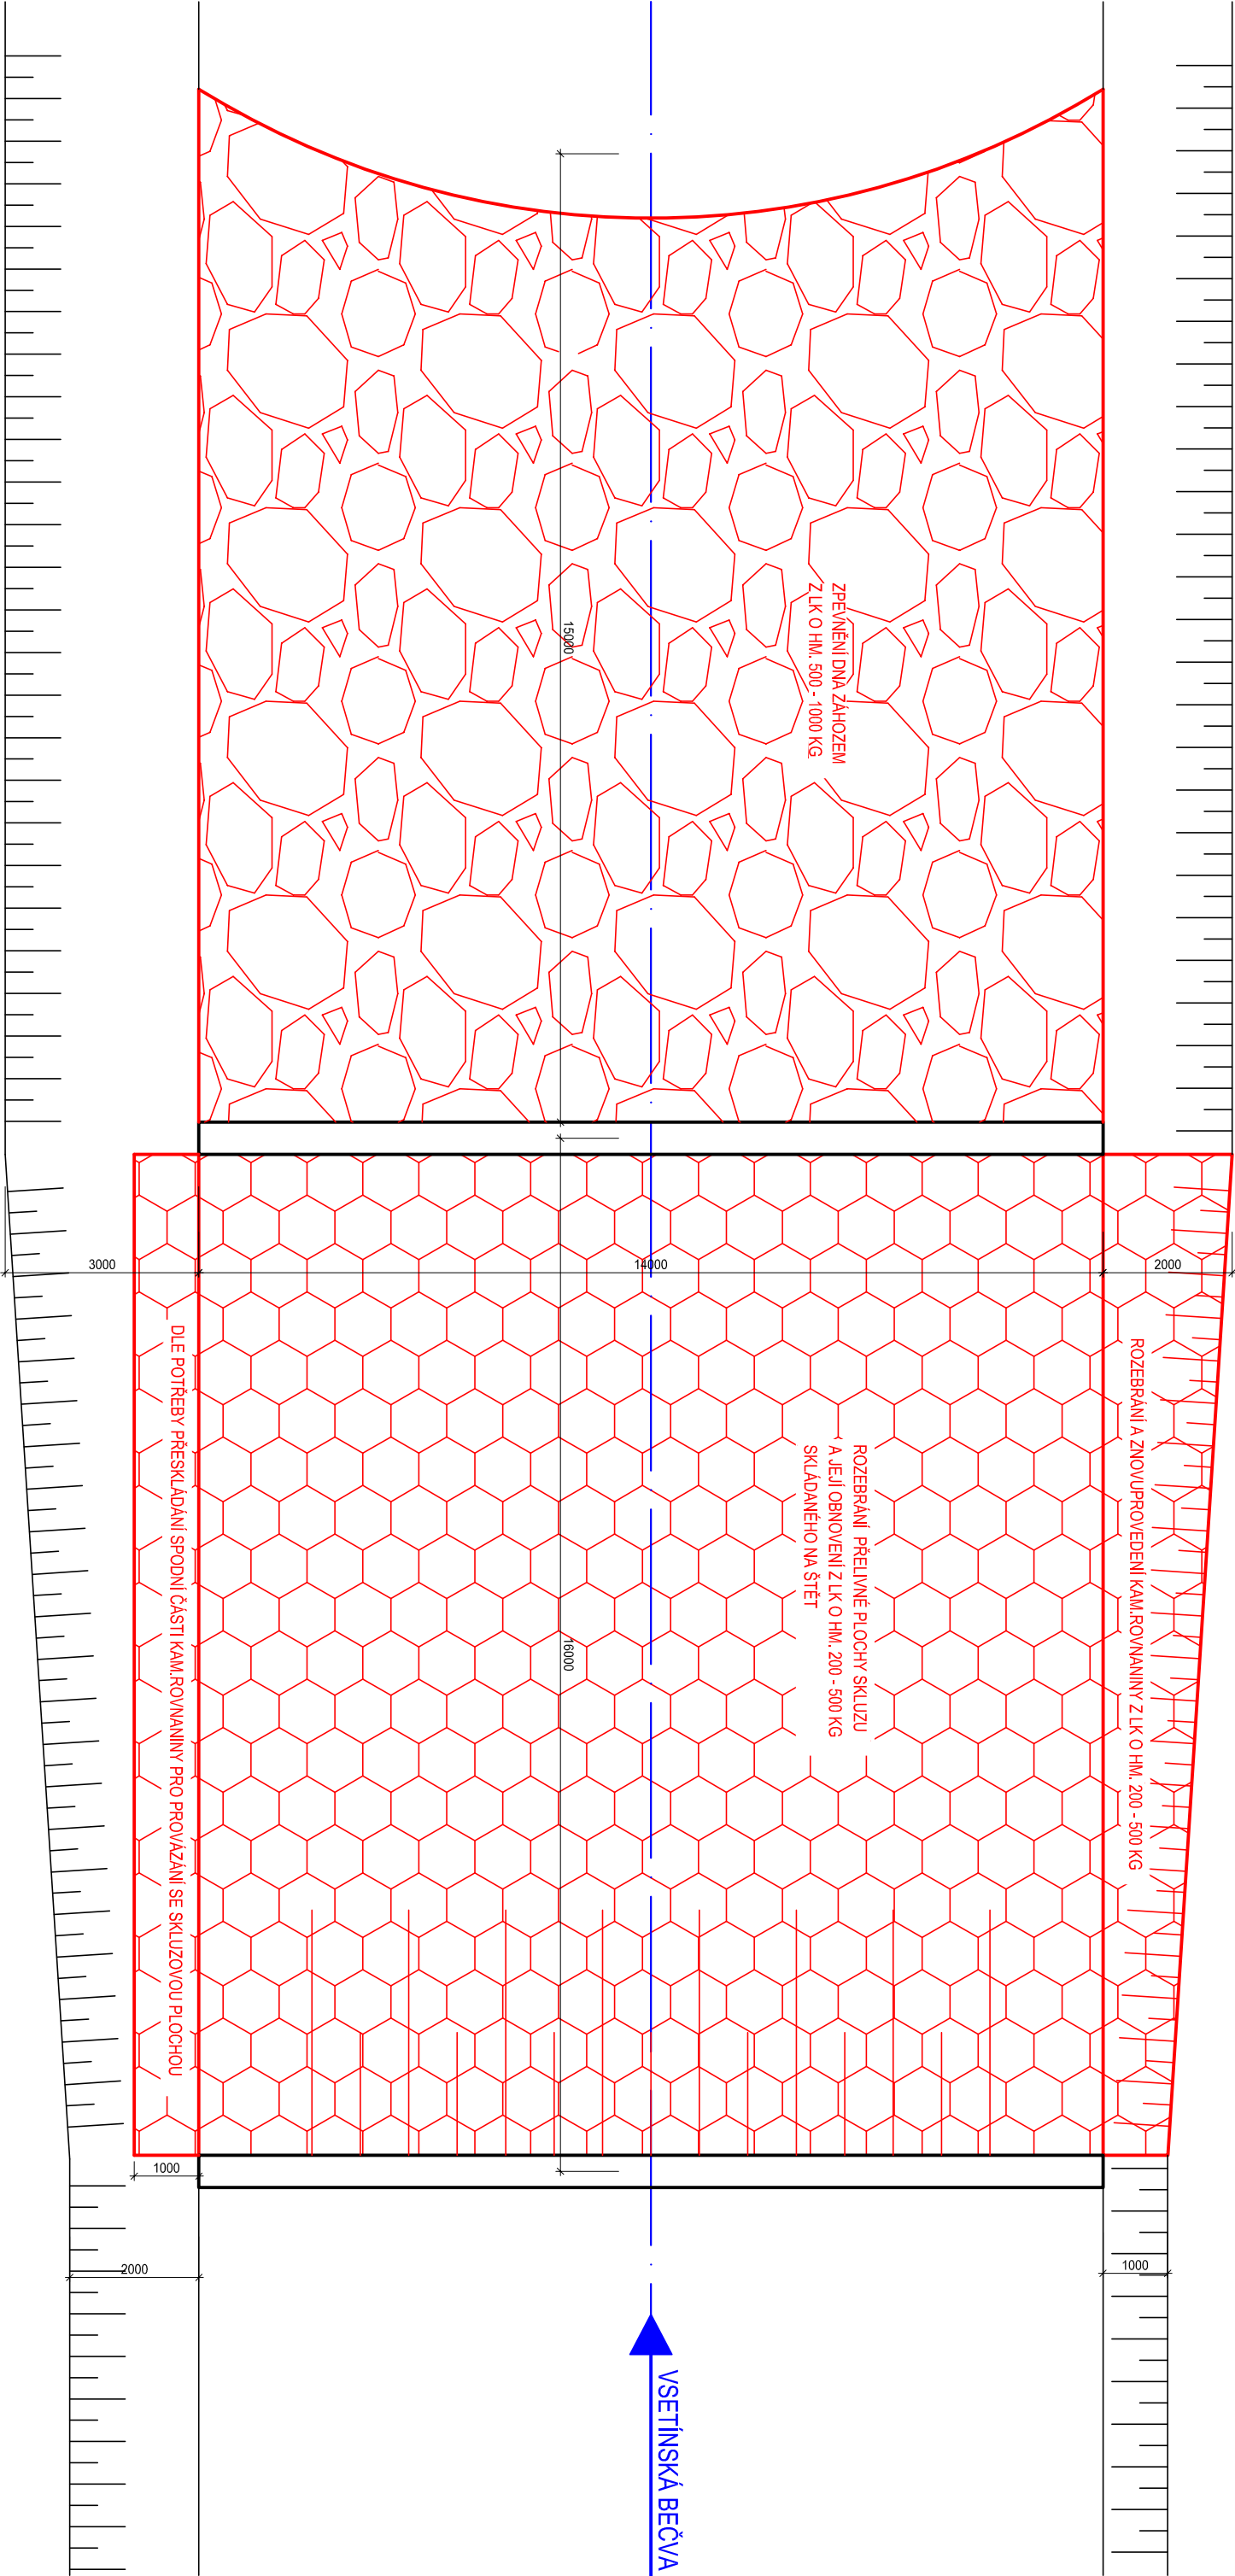 ZPEVNĚNÍ DNA ZÁHOZEM
Z LK O HM. 500 - 1000 KG
15000
3000
14000
2000
ROZEBRÁNÍ A ZNOVUPROVEDENÍ KAM.ROVNANINY Z LK O HM. 200 - 500 KG
ROZEBRÁNÍ PŘELIVNÉ PLOCHY SKLUZU
A JEJÍ OBNOVENÍ Z LK O HM. 200 - 500 KG
SKLÁDANÉHO NA ŠTĚT
DLE POTŘEBY PŘESKLÁDÁNÍ SPODNÍ ČÁSTI KAM.ROVNANINY PRO PROVÁZÁNÍ SE SKLUZOVOU PLOCHOU
16000
1000
2000
1000
VSETÍNSKÁ BEČVA